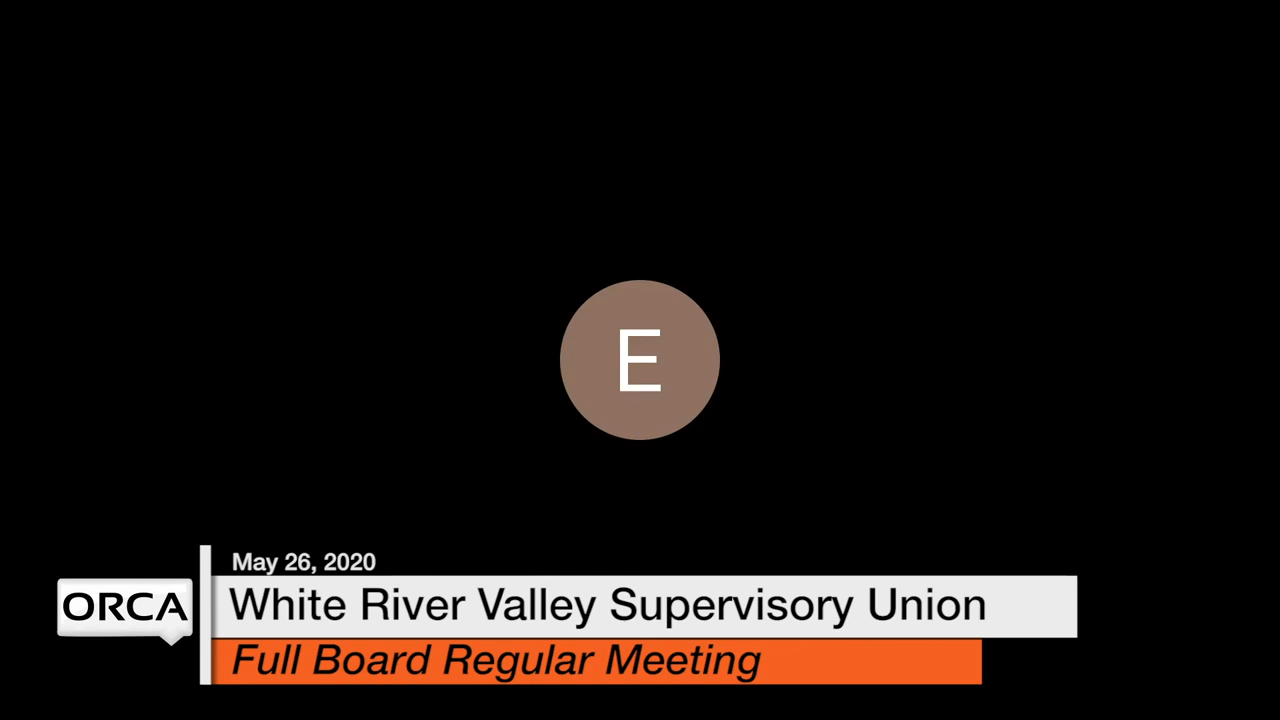 E
May 26, 2020
ORCA
White River Valley Supervisory Union
Full Board Regular Meeting